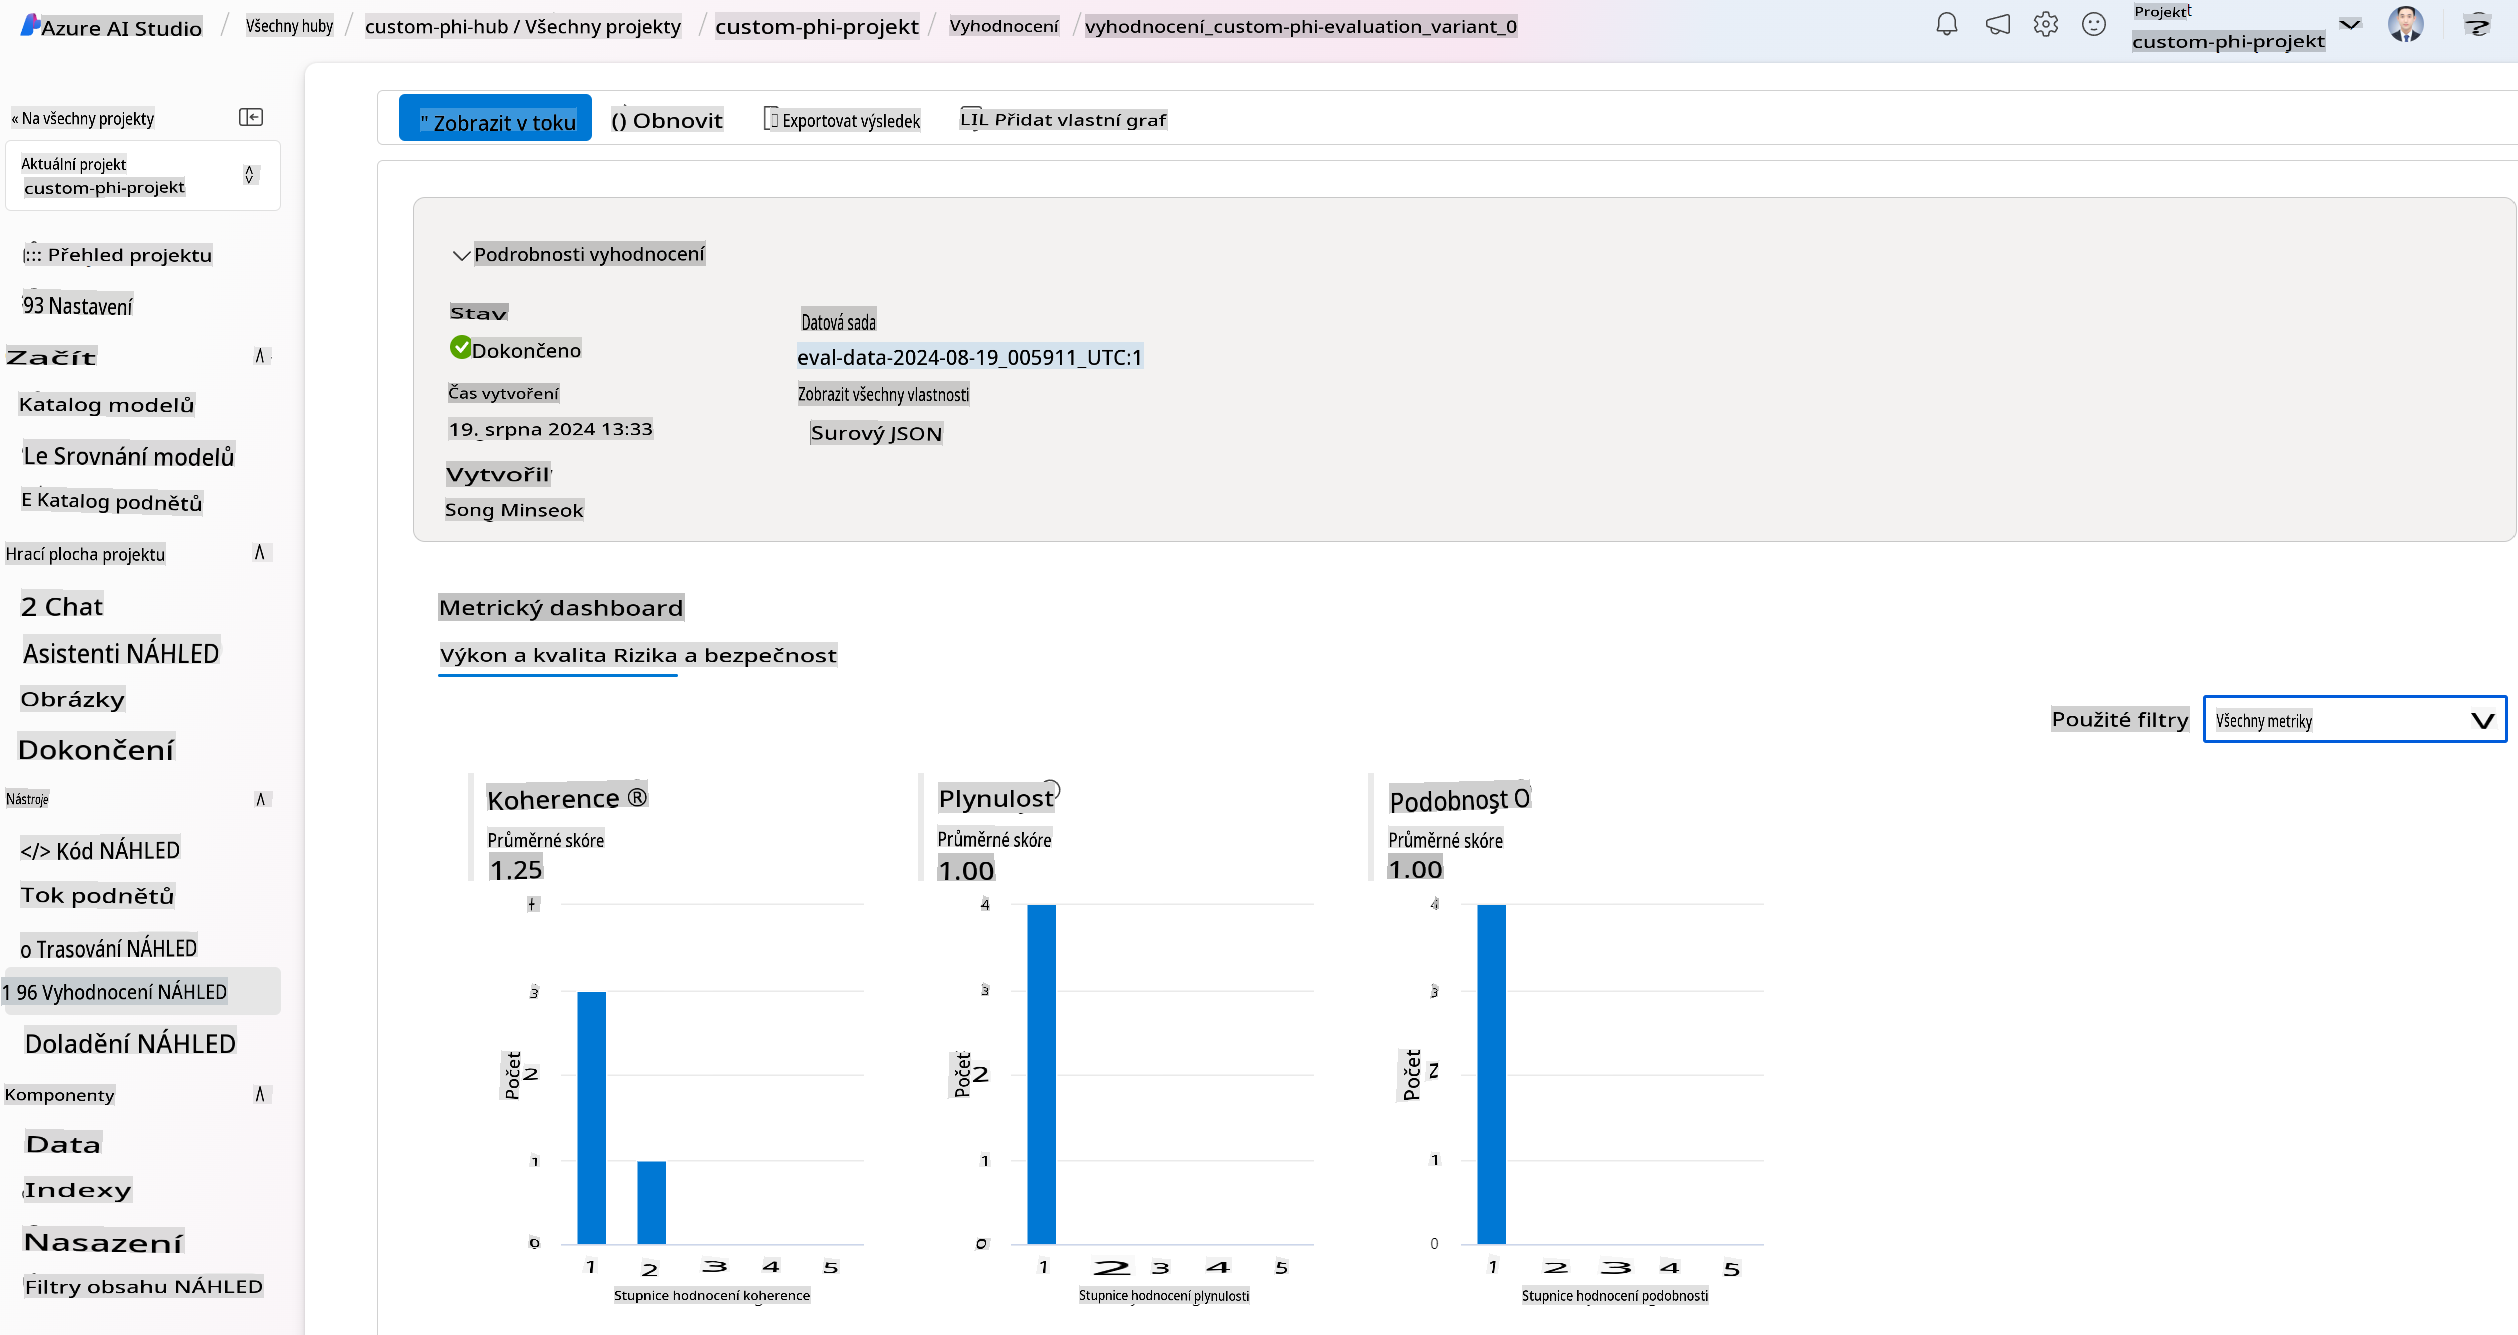 Azure AI Studio / Všechny huby / custom-phi-hub / Všechny projekty / custom-phi-projekt / Vyhodnocení / vyhodnocení_custom-phi-evaluation_variant_0
Projekt
custom-phi-projekt
« Na všechny projekty
Aktuální projekt
custom-phi-projekt
::: Přehled projektu
93 Nastavení
Začít
Katalog modelů
Le Srovnání modelů
E Katalog podnětů
Hrací plocha projektu
2 Chat
Asistenti NÁHLED
Obrázky
Dokončení
Nástroje
</> Kód NÁHLED
Tok podnětů
o Trasování NÁHLED
1 96 Vyhodnocení NÁHLED
Doladění NÁHLED
Komponenty
Data
Indexy
Nasazení
Filtry obsahu NÁHLED
" Zobrazit v toku
() Obnovit
Exportovat výsledek
LIL Přidat vlastní graf
Podrobnosti vyhodnocení
Stav
Dokončeno
Čas vytvoření
19. srpna 2024 13:33
Vytvořil
Song Minseok
Datová sada
eval-data-2024-08-19_005911_UTC:1
Zobrazit všechny vlastnosti
Surový JSON
Metrický dashboard
Výkon a kvalita Rizika a bezpečnost
Použité filtry
Všechny metriky
Koherence ®
Průměrné skóre
1.25
3
2
1
0
Počet
1 2 3 4 5
Stupnice hodnocení koherence
Plynulost
Průměrné skóre
1.00
4
3
2
1
0
Počet
1 2 3 4 5
Stupnice hodnocení plynulosti
Podobnost O
Průměrné skóre
1.00
4
3
2
1
0
Počet
1 2 3 4 5
Stupnice hodnocení podobnosti